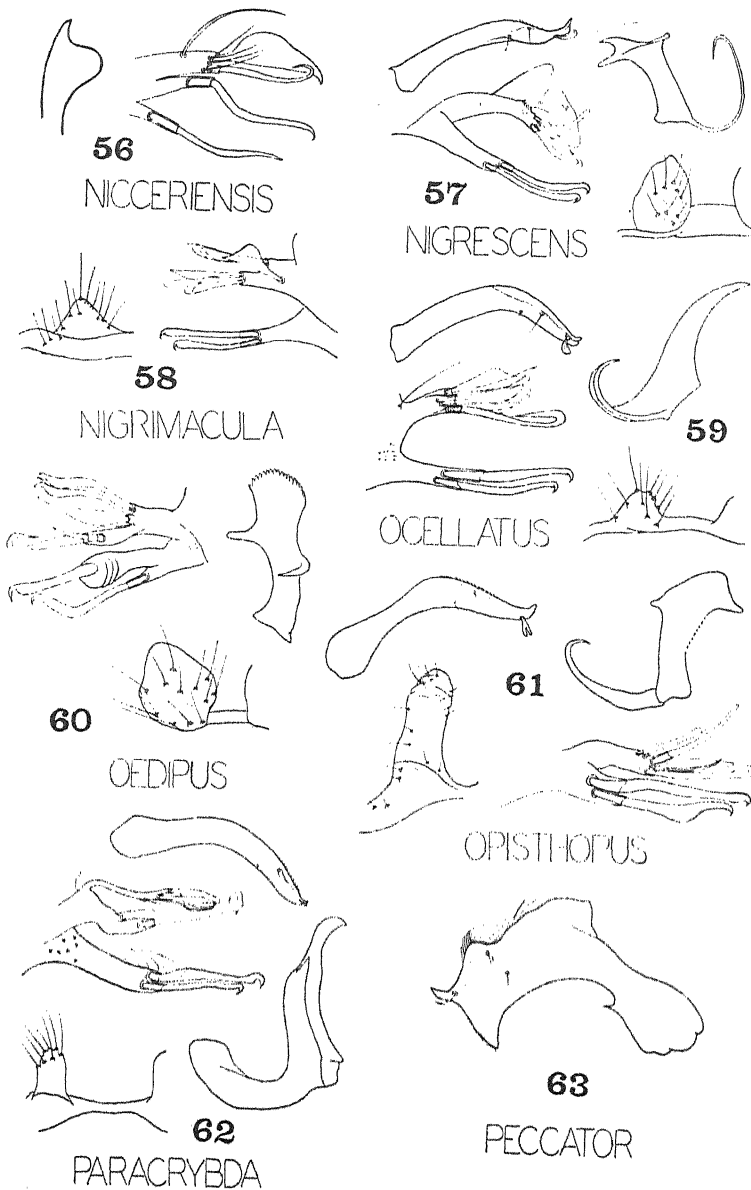 56
NICCERIENSIS
57
NIGRESCENS
58
NIGRIMACULA
59
OCELLATUS
60
OEDIPUS
61
OPISTHOPUS
62
PARACRYBDA
63
PECCATOR